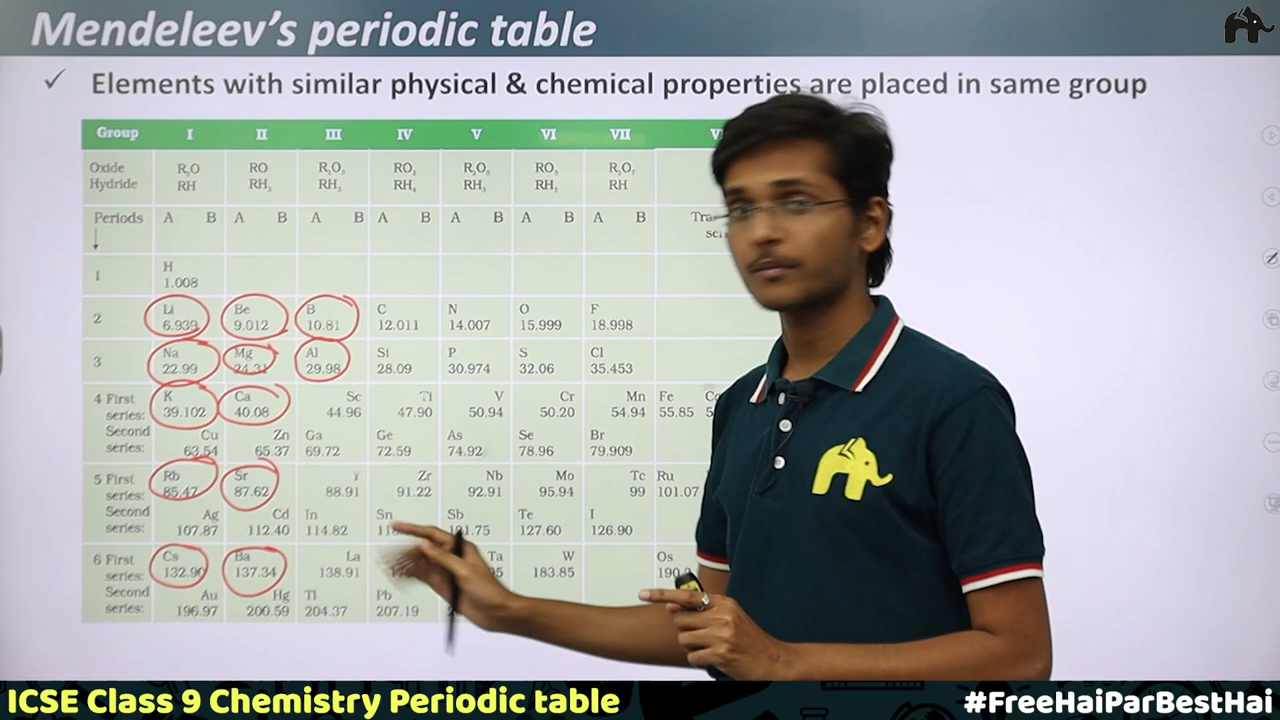 Mendeleev's periodic table
✓ Elements with similar physical & chemical properties are placed in same group
Group I II III IV V VI VII
Oxide R₂O RO R₂O₃ RO₂ R₂O₅ RO₃ R₂O₇
Hydride RH RH₂ RH₃ RH₄ RH₃ RH₂ RH
Periods A B A B A B A B A B A B A B
1 H
1.008
2 Li Be B C N O F
6.939 9.012 10.81 12.011 14.007 15.999 18.998
3 Na Mg Al Si P S Cl
22.99 24.31 29.98 28.09 30.974 32.06 35.453
4 First K Ca Sc Ti V Cr Mn Fe
series: 39.102 40.08 44.96 47.90 50.94 50.20 54.94 55.85
Second Cu Zn Ga Ge As Se Br
series: 63.54 65.37 69.72 72.59 74.92 78.96 79.909
5 First Rb Sr Y Zr Nb Mo Tc Ru
series: 85.47 87.62 88.91 91.22 92.91 95.94 99 101.07
Second Ag Cd In Sn Sb Te I
series: 107.87 112.40 114.82 127.60 126.90
6 First Cs Ba La Ta W Os
series: 132.90 137.34 138.91 183.85
Second Au Hg Tl Pb
series: 196.97 200.59 204.37 207.19
ICSE Class 9 Chemistry Periodic table
#FreeHaiParBestHai